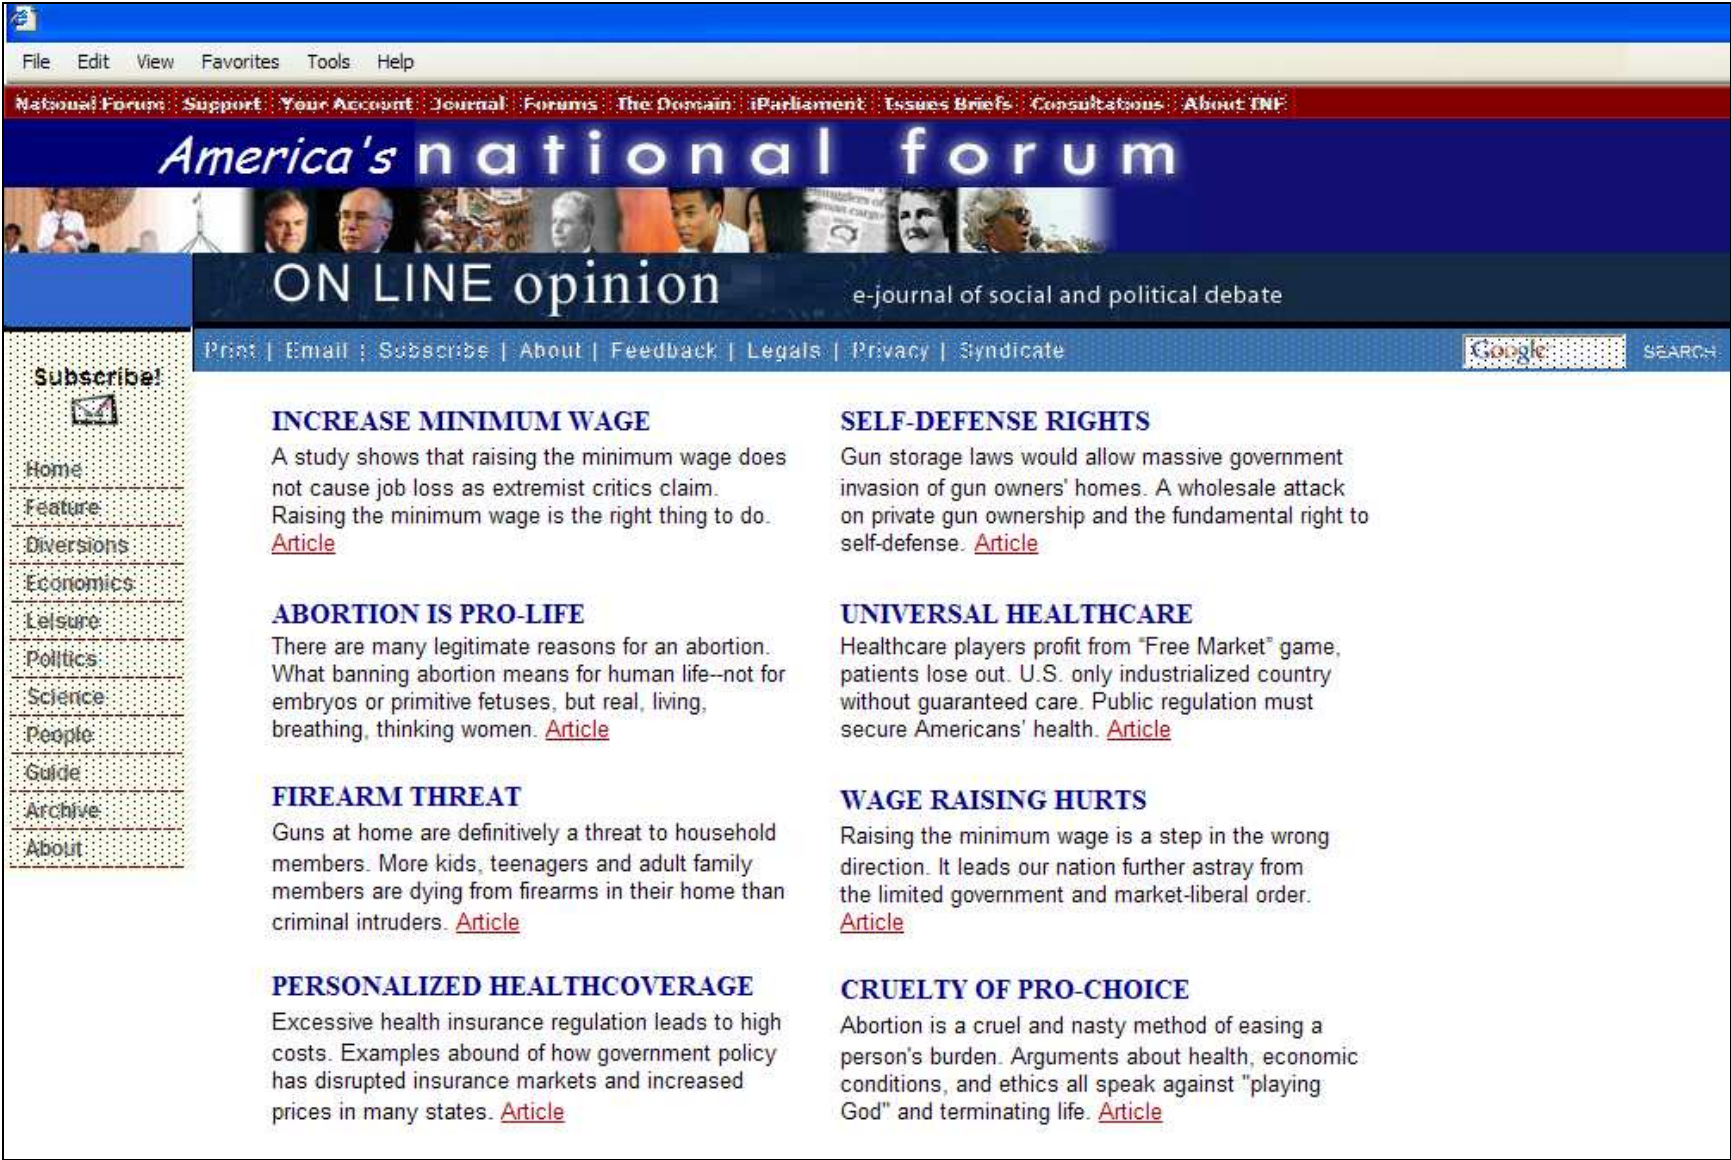 File Edit View Favorites Tools Help
National Forum Support Your Account Journal Forums The Domain iParliament Issues Briefs Consultations About TNF
America's national forum
ON LINE opinion e-journal of social and political debate
Print | Email | Subscribe | About | Feedback | Legals | Privacy | Syndicate Google SEARCH
Subscribe!
Home
Feature
Diversions
Economics
Leisure
Politics
Science
People
Guide
Archive
About
INCREASE MINIMUM WAGE
A study shows that raising the minimum wage does
not cause job loss as extremist critics claim.
Raising the minimum wage is the right thing to do.
Article
ABORTION IS PRO-LIFE
There are many legitimate reasons for an abortion.
What banning abortion means for human life--not for
embryos or primitive fetuses, but real, living,
breathing, thinking women. Article
FIREARM THREAT
Guns at home are definitively a threat to household
members. More kids, teenagers and adult family
members are dying from firearms in their home than
criminal intruders. Article
PERSONALIZED HEALTHCOVERAGE
Excessive health insurance regulation leads to high
costs. Examples abound of how government policy
has disrupted insurance markets and increased
prices in many states. Article
SELF-DEFENSE RIGHTS
Gun storage laws would allow massive government
invasion of gun owners' homes. A wholesale attack
on private gun ownership and the fundamental right to
self-defense. Article
UNIVERSAL HEALTHCARE
Healthcare players profit from “Free Market” game,
patients lose out. U.S. only industrialized country
without guaranteed care. Public regulation must
secure Americans’ health. Article
WAGE RAISING HURTS
Raising the minimum wage is a step in the wrong
direction. It leads our nation further astray from
the limited government and market-liberal order.
Article
CRUELTY OF PRO-CHOICE
Abortion is a cruel and nasty method of easing a
person's burden. Arguments about health, economic
conditions, and ethics all speak against "playing
God" and terminating life. Article